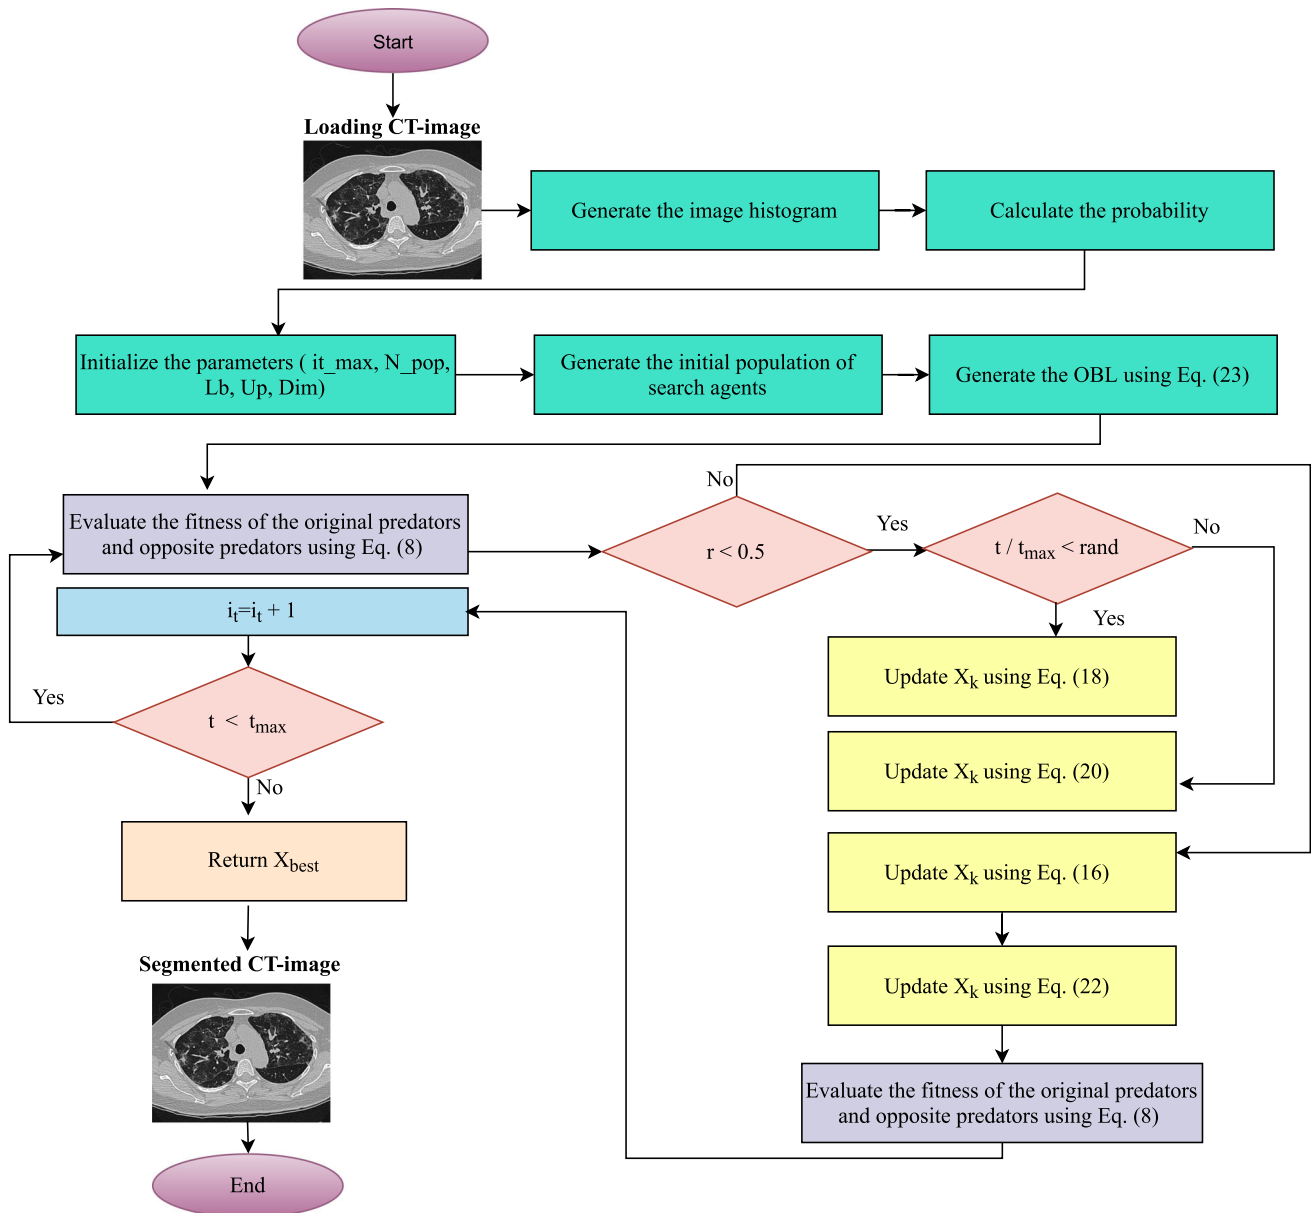 Start
Loading CT-image
Generate the image histogram
Calculate the probability
Initialize the parameters ( it_max, N_pop,
Lb, Up, Dim)
Generate the initial population of
search agents
Generate the OBL using Eq. (23)
Evaluate the fitness of the original predators
and opposite predators using Eq. (8)
r < 0.5
No
Yes
t / tmax < rand
No
Yes
Update Xk using Eq. (18)
Update Xk using Eq. (20)
Update Xk using Eq. (16)
Update Xk using Eq. (22)
Evaluate the fitness of the original predators
and opposite predators using Eq. (8)
it=it + 1
Yes
t < tmax
No
Return Xbest
Segmented CT-image
End